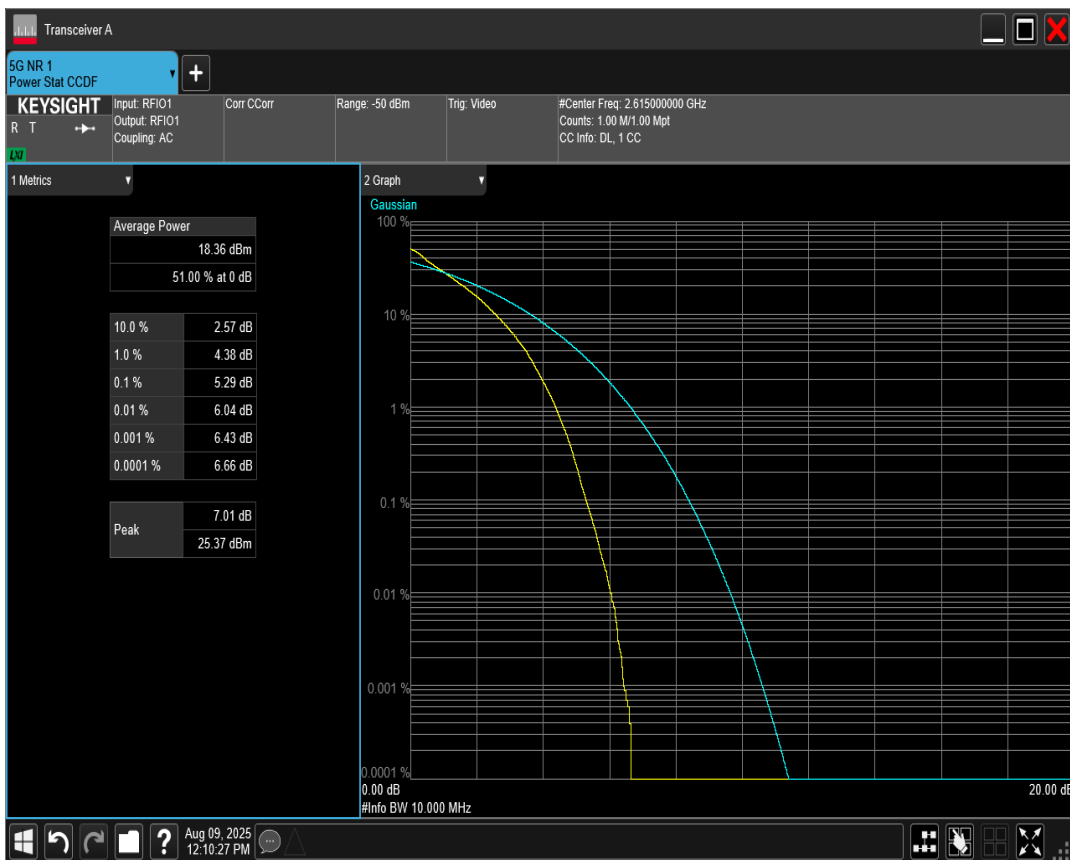 Transceiver A
5G NR 1
Power Stat CCDF
+
KEYSIGHT
R T
LXI
Input: RFIO1
Output: RFIO1
Coupling: AC
Corr CCorr
Range: -50 dBm
Trig: Video
#Center Freq: 2.615000000 GHz
Counts: 1.00 M/1.00 Mpt
CC Info: DL, 1 CC
1 Metrics
Average Power
18.36 dBm
51.00 % at 0 dB
10.0 % 2.57 dB
1.0 % 4.38 dB
0.1 % 5.29 dB
0.01 % 6.04 dB
0.001 % 6.43 dB
0.0001 % 6.66 dB
Peak
7.01 dB
25.37 dBm
2 Graph
Gaussian
100 %
10 %
1 %
0.1 %
0.01 %
0.001 %
0.0001 %
0.00 dB 20.00 dB
#Info BW 10.000 MHz
?
Aug 09, 2025
12:10:27 PM